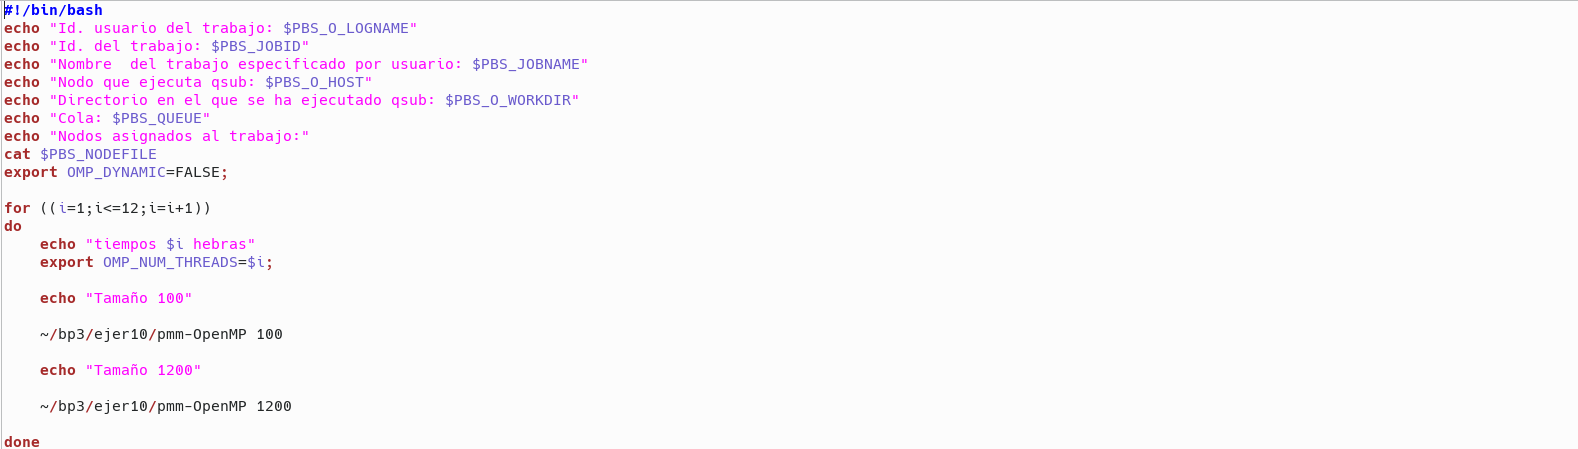 #!/bin/bash
echo "Id. usuario del trabajo: $PBS_O_LOGNAME"
echo "Id. del trabajo: $PBS_JOBID"
echo "Nombre  del trabajo especificado por usuario: $PBS_JOBNAME"
echo "Nodo que ejecuta qsub: $PBS_O_HOST"
echo "Directorio en el que se ha ejecutado qsub: $PBS_O_WORKDIR"
echo "Cola: $PBS_QUEUE"
echo "Nodos asignados al trabajo:"
cat $PBS_NODEFILE
export OMP_DYNAMIC=FALSE;
for ((i=1;i<=12;i=i+1))
do
    echo "tiempos $i hebras"
    export OMP_NUM_THREADS=$i;
    echo "Tamaño 100"
    ~/bp3/ejer10/pmm-OpenMP 100
    echo "Tamaño 1200"
    ~/bp3/ejer10/pmm-OpenMP 1200
done